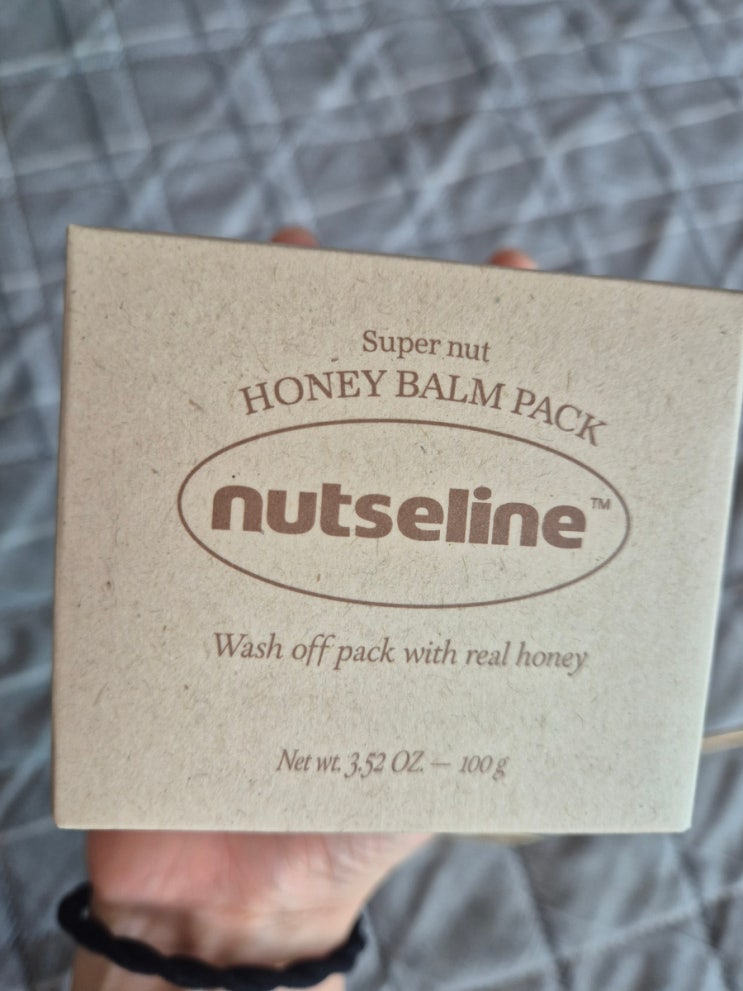 Super nut
HONEY BALM PACK
nutseline™
Wash off pack with real honey
Net wt. 3.52 OZ. — 100 g